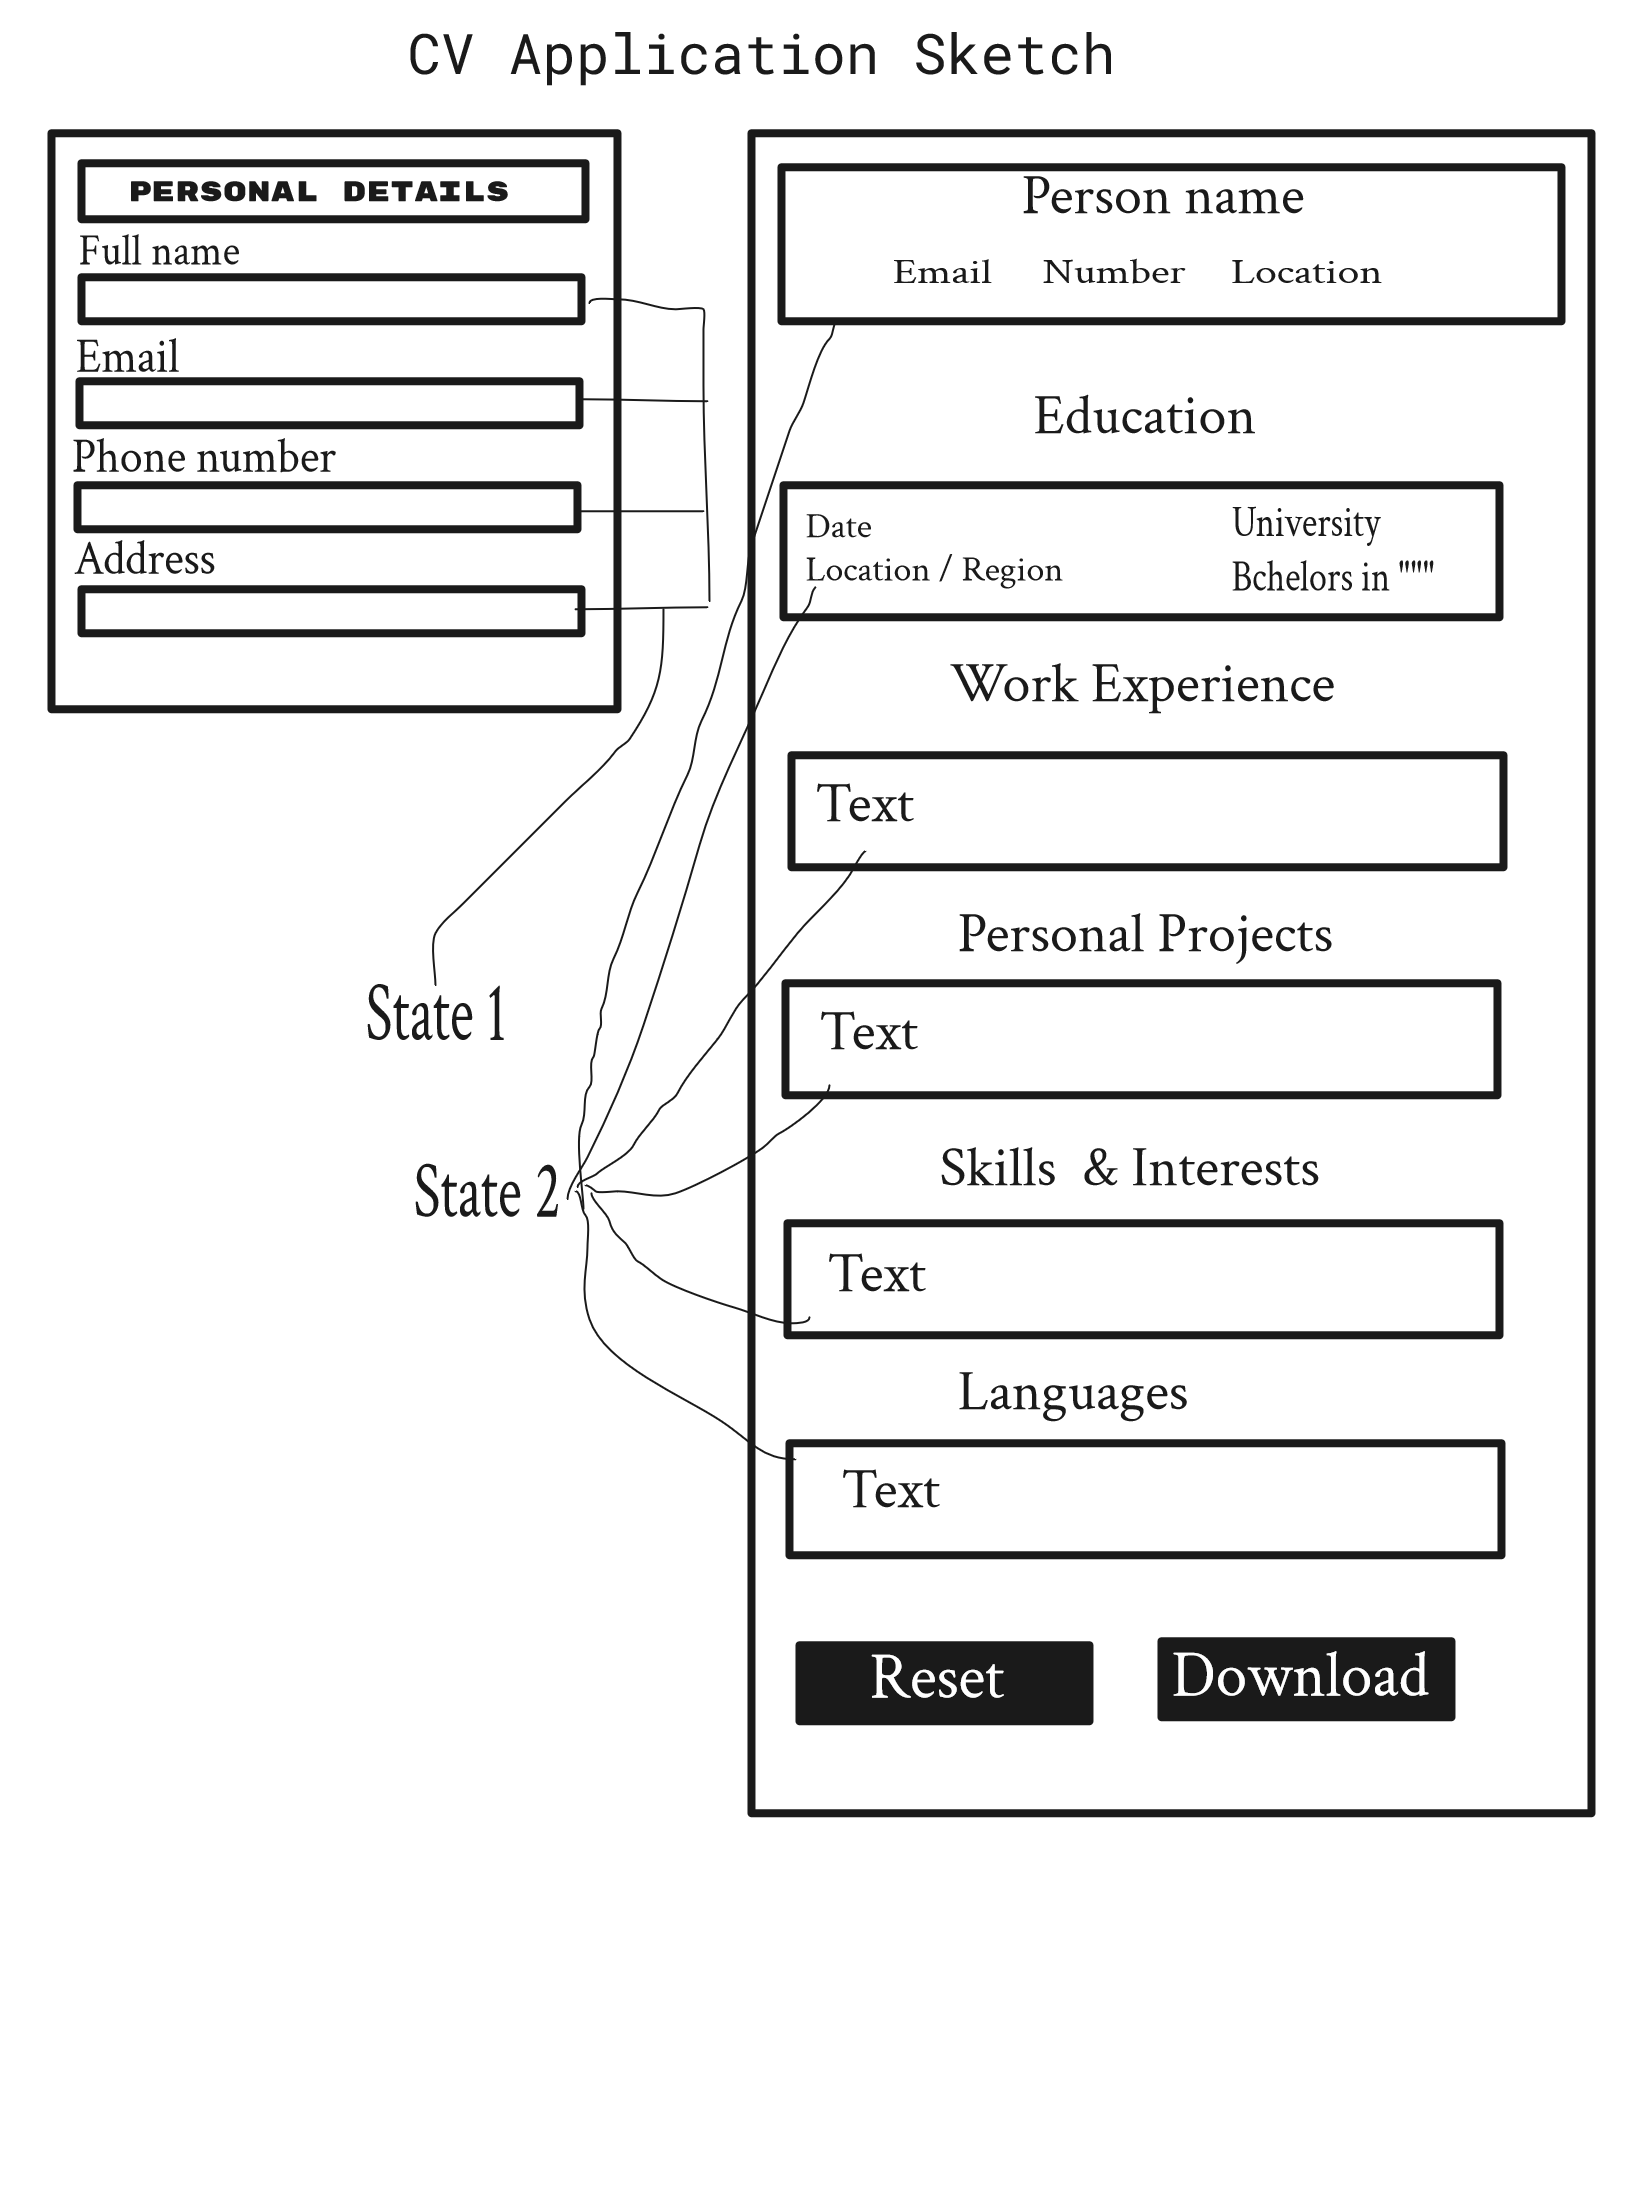 CV Application Sketch
PERSONAL DETAILS
Full name
Email
Phone number
Address
State 1
State 2
Person name
Email Number Location
Education
Date
Location / Region
University
Bchelors in """"
Work Experience
Text
Personal Projects
Text
Skills & Interests
Text
Languages
Text
Reset
Download